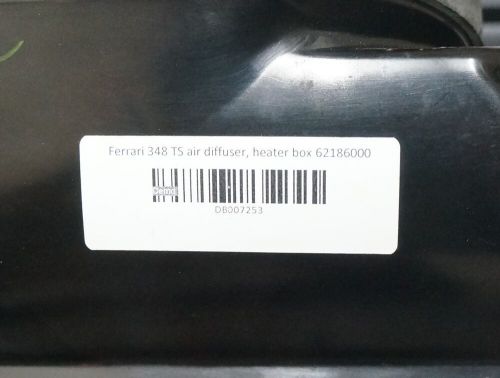 Ferrari 348 TS air diffuser, heater box 62186000
DB007253